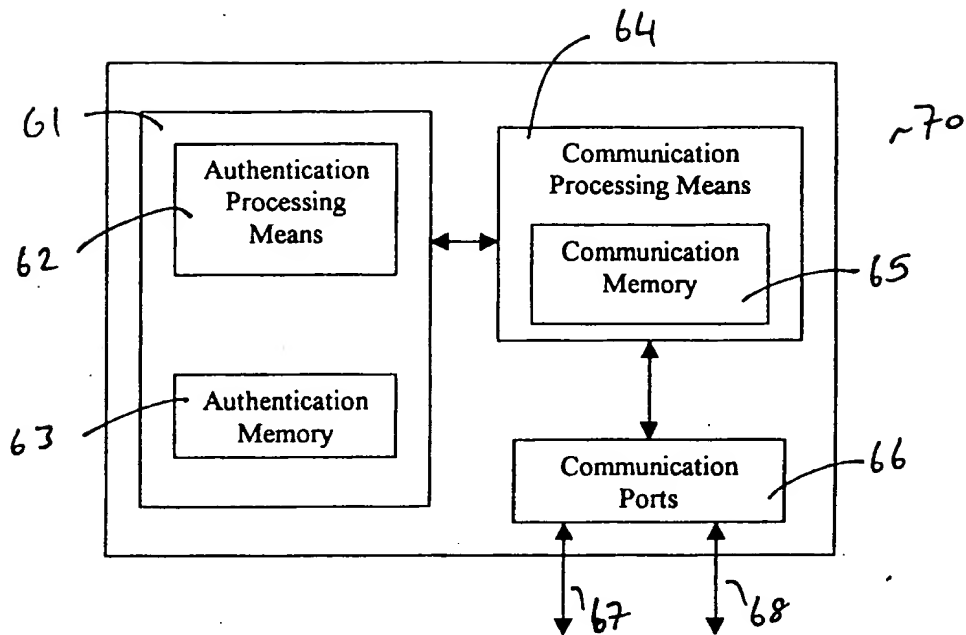 64
61
~70
Authentication
Processing
Means
Communication
Processing Means
62
Communication
Memory
65
63
Authentication
Memory
Communication
Ports
66
67
68